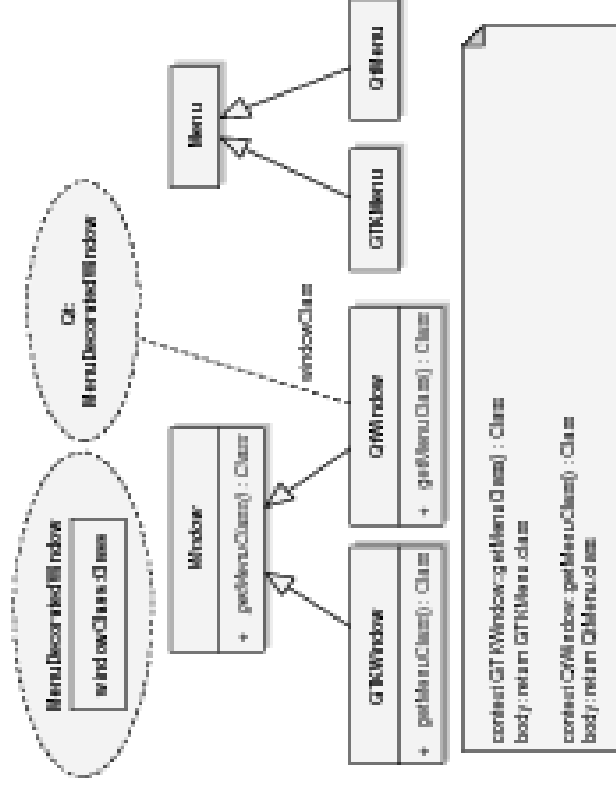 MenuDecoratedWindow
windowClass:Class
Qt:
MenuDecoratedWindow
Window
+ getMenuClass() : Class
Menu
windowClass
GTKWindow
+ getMenuClass() : Class
QtWindow
+ getMenuClass() : Class
GTKMenu
QtMenu
context GTKWindow::getMenuClass() : Class
body: return GTKMenu.class
context QtWindow::getMenuClass() : Class
body: return QtMenu.class